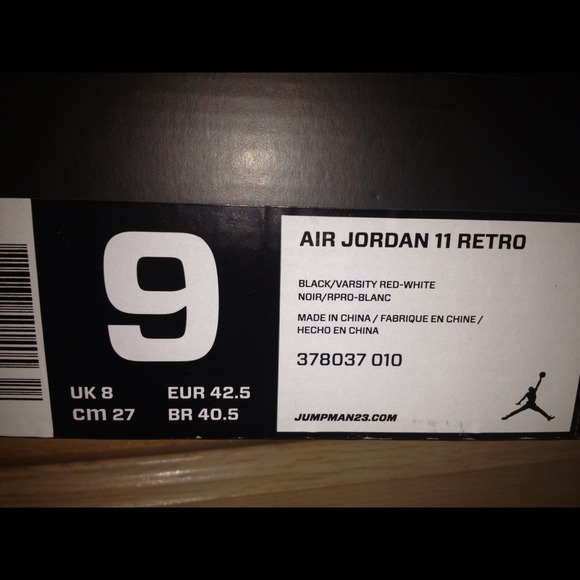 9
UK 8 EUR 42.5
cm 27 BR 40.5
AIR JORDAN 11 RETRO
BLACK/VARSITY RED-WHITE
NOIR/RPRO-BLANC
MADE IN CHINA / FABRIQUE EN CHINE /
HECHO EN CHINA
378037 010
JUMPMAN23.COM